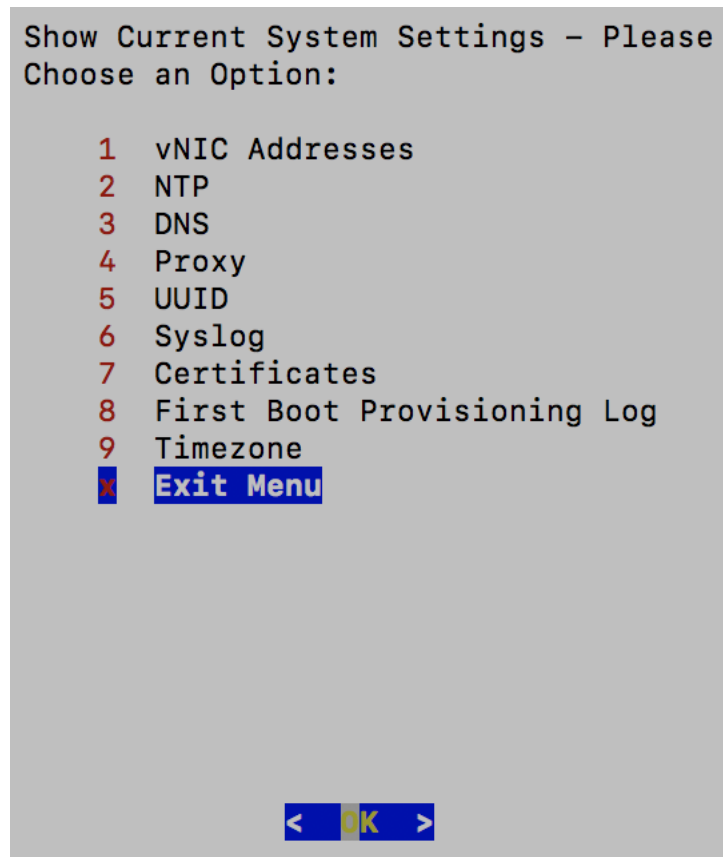 Show Current System Settings – Please
Choose an Option:
1 vNIC Addresses
2 NTP
3 DNS
4 Proxy
5 UUID
6 Syslog
7 Certificates
8 First Boot Provisioning Log
9 Timezone
x Exit Menu
< OK >